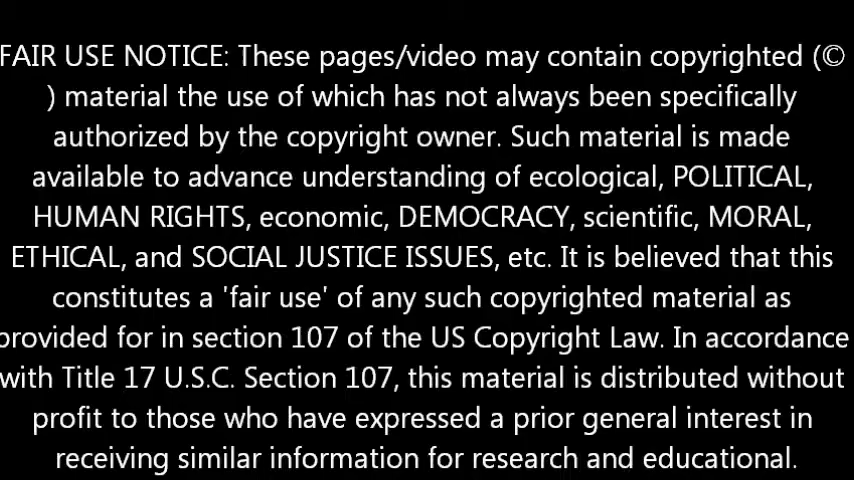 FAIR USE NOTICE: These pages/video may contain copyrighted (©
) material the use of which has not always been specifically
authorized by the copyright owner. Such material is made
available to advance understanding of ecological, POLITICAL,
HUMAN RIGHTS, economic, DEMOCRACY, scientific, MORAL,
ETHICAL, and SOCIAL JUSTICE ISSUES, etc. It is believed that this
constitutes a 'fair use' of any such copyrighted material as
provided for in section 107 of the US Copyright Law. In accordance
with Title 17 U.S.C. Section 107, this material is distributed without
profit to those who have expressed a prior general interest in
receiving similar information for research and educational.